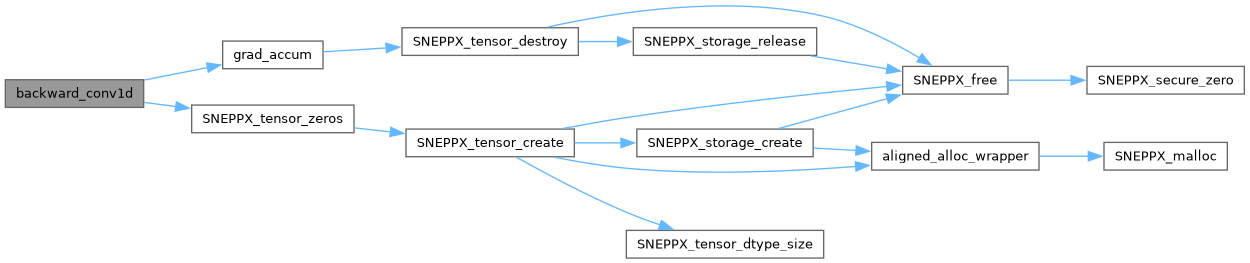 backward_conv1d
grad_accum
SNEPPX_tensor_zeros
SNEPPX_tensor_destroy
SNEPPX_tensor_create
SNEPPX_storage_release
SNEPPX_storage_create
SNEPPX_tensor_dtype_size
SNEPPX_free
aligned_alloc_wrapper
SNEPPX_secure_zero
SNEPPX_malloc